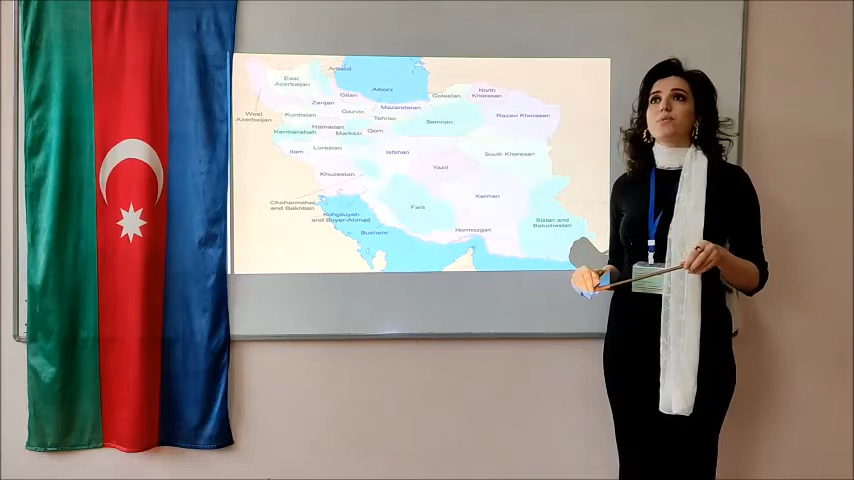 Ardabil
East
Azerbaijan
Alborz
Gilan
North
Khorasan
Golestan
Zanjan
Mazandaran
West
Azerbaijan
Kurdistan
Qazvin
Tehran
Semnan
Razavi Khorasan
Hamadan
Kermanshah
Markazi
Qom
Ilam
Lorestan
Isfahan
South Khorasan
Yazd
Khuzestan
Chaharmahal
and Bakhtiari
Kerman
Fars
Kohgiluyeh
and Boyer-Ahmad
Sistan and
Baluchestan
Bushehr
Hormozgan